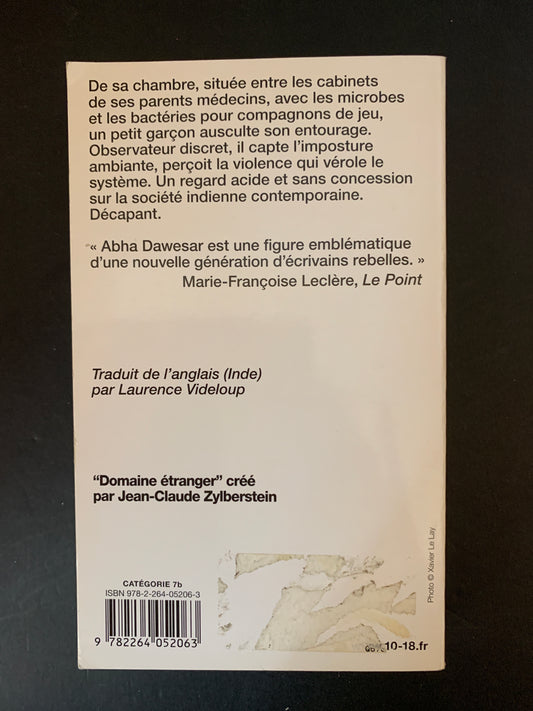 De sa chambre, située entre les cabinets
de ses parents médecins, avec les microbes
et les bactéries pour compagnons de jeu,
un petit garçon ausculte son entourage.
Observateur discret, il capte l'imposture
ambiante, perçoit la violence qui vérole le
système. Un regard acide et sans concession
sur la société indienne contemporaine.
Décapant.
« Abha Dawesar est une figure emblématique
d'une nouvelle génération d'écrivains rebelles. »
Marie-Françoise Leclère, Le Point
Traduit de l'anglais (Inde)
par Laurence Videloup
"Domaine étranger" créé
par Jean-Claude Zylberstein
Photo © Xavier Le Lay
CATÉGORIE 7b
ISBN 978-2-264-05206-3
9 782264 052063
10-18.fr